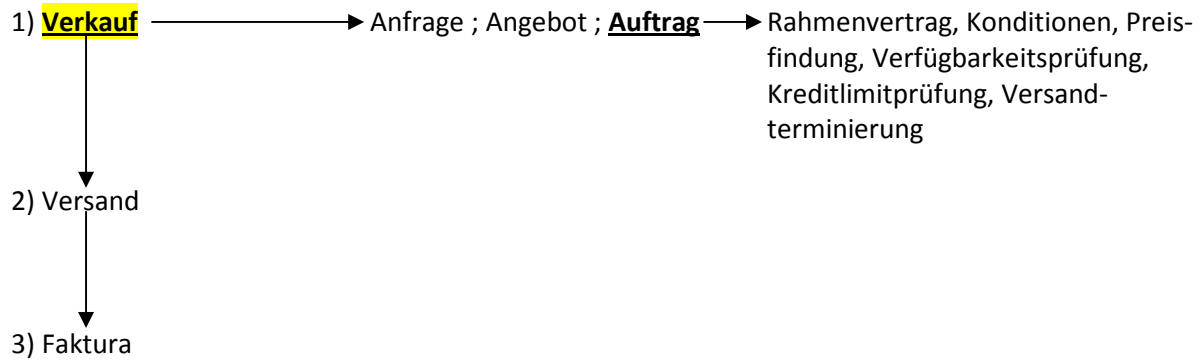 1) Verkauf Anfrage ; Angebot ; Auftrag Rahmenvertrag, Konditionen, Preis-
findung, Verfügbarkeitsprüfung,
Kreditlimitprüfung, Versand-
terminierung
2) Versand
3) Faktura